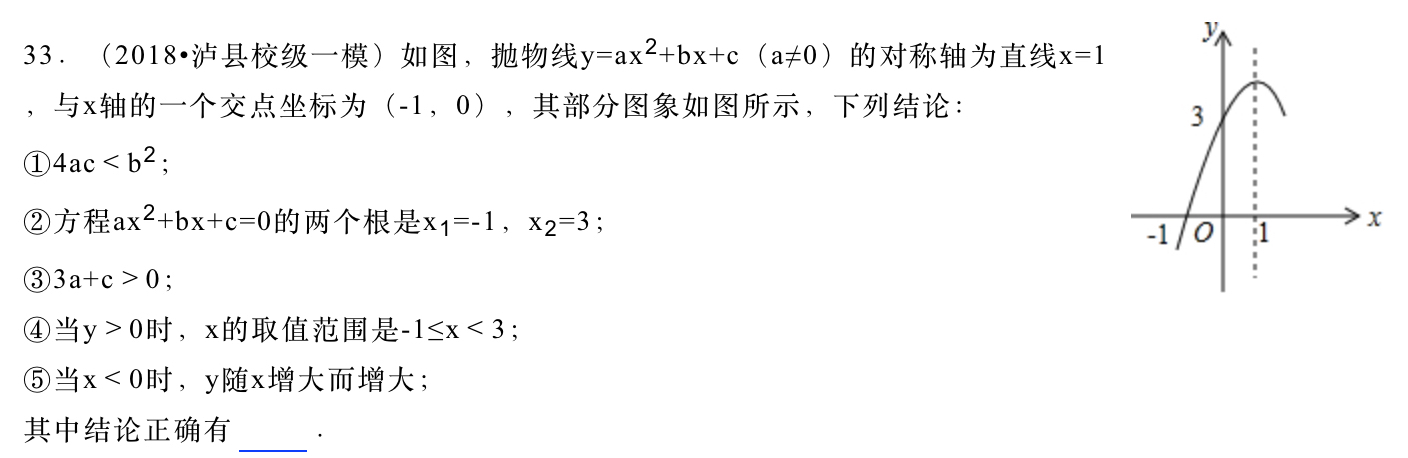 33．（2018•泸县校级一模）如图，抛物线y=ax²+bx+c（a≠0）的对称轴为直线x=1
，与x轴的一个交点坐标为（-1，0），其部分图象如图所示，下列结论：
①4ac＜b²；
②方程ax²+bx+c=0的两个根是x₁=-1，x₂=3；
③3a+c＞0；
④当y＞0时，x的取值范围是-1≤x＜3；
⑤当x＜0时，y随x增大而增大；
其中结论正确有 ．
y
3
x
-1
O
1